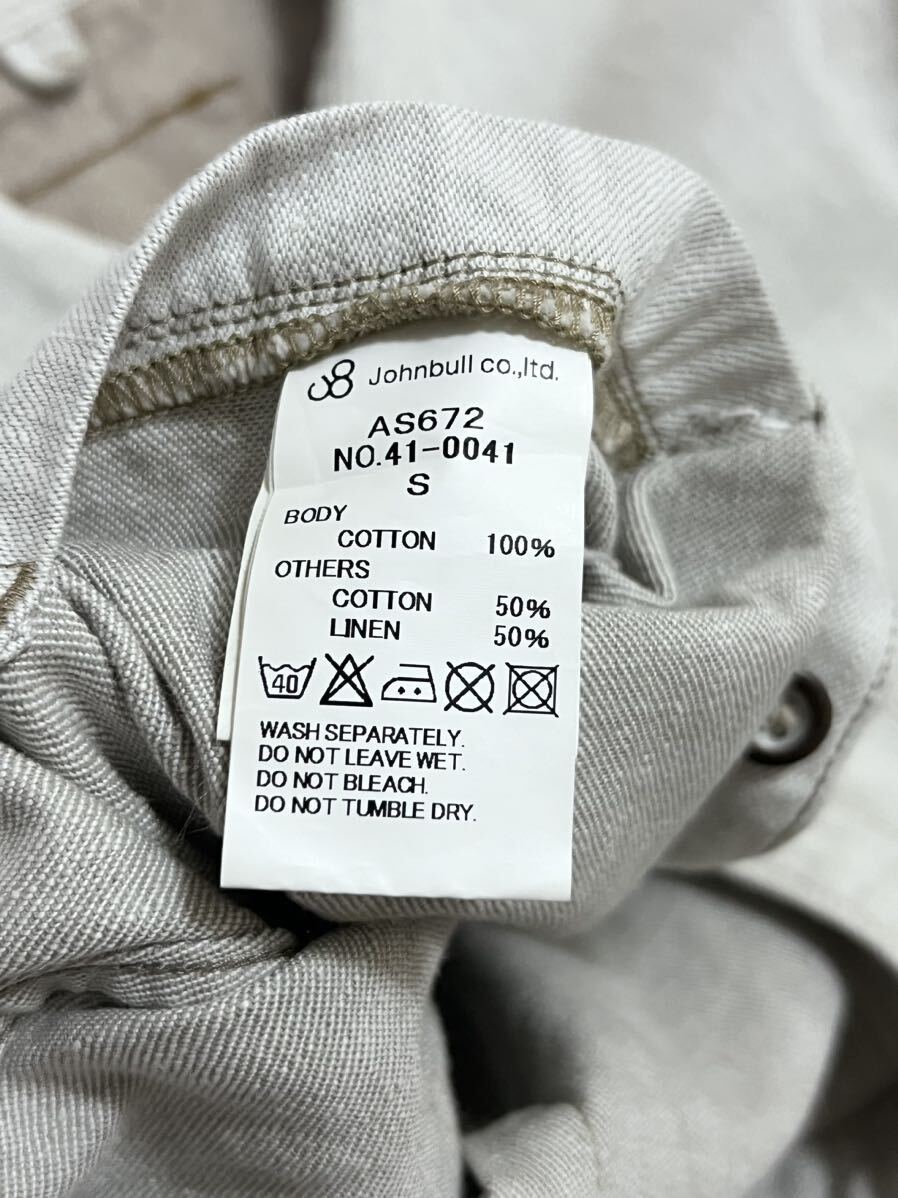 Johnbull co.,ltd.
AS672
NO.41-0041
S
BODY
COTTON 100%
OTHERS
COTTON 50%
LINEN 50%
40
WASH SEPARATELY.
DO NOT LEAVE WET.
DO NOT BLEACH.
DO NOT TUMBLE DRY.